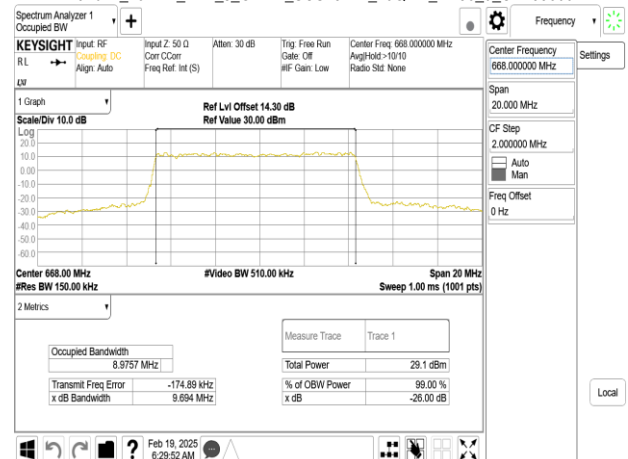 Spectrum Analyzer 1
Occupied BW
Frequency
KEYSIGHT
RL
Input: RF
Coupling: DC
Align: Auto
Input Z: 50 Ω
Corr CCorr
Freq Ref: Int (S)
Atten: 30 dB
Trig: Free Run
Gate: Off
#IF Gain: Low
Center Freq: 668.000000 MHz
Avg|Hold:>10/10
Radio Std: None
Center Frequency
668.000000 MHz
Settings
Span
20.000 MHz
CF Step
2.000000 MHz
Auto
Man
Freq Offset
0 Hz
Local
1 Graph
Scale/Div 10.0 dB
Ref Lvl Offset 14.30 dB
Ref Value 30.00 dBm
Log
20.0
10.0
0.00
-10.0
-20.0
-30.0
-40.0
-50.0
-60.0
Center 668.00 MHz
#Res BW 150.00 kHz
#Video BW 510.00 kHz
Span 20 MHz
Sweep 1.00 ms (1001 pts)
2 Metrics
Measure Trace
Trace 1
Occupied Bandwidth
8.9757 MHz
Total Power
29.1 dBm
Transmit Freq Error
-174.89 kHz
% of OBW Power
99.00 %
x dB Bandwidth
9.694 MHz
x dB
-26.00 dB
Feb 19, 2025
6:29:52 AM